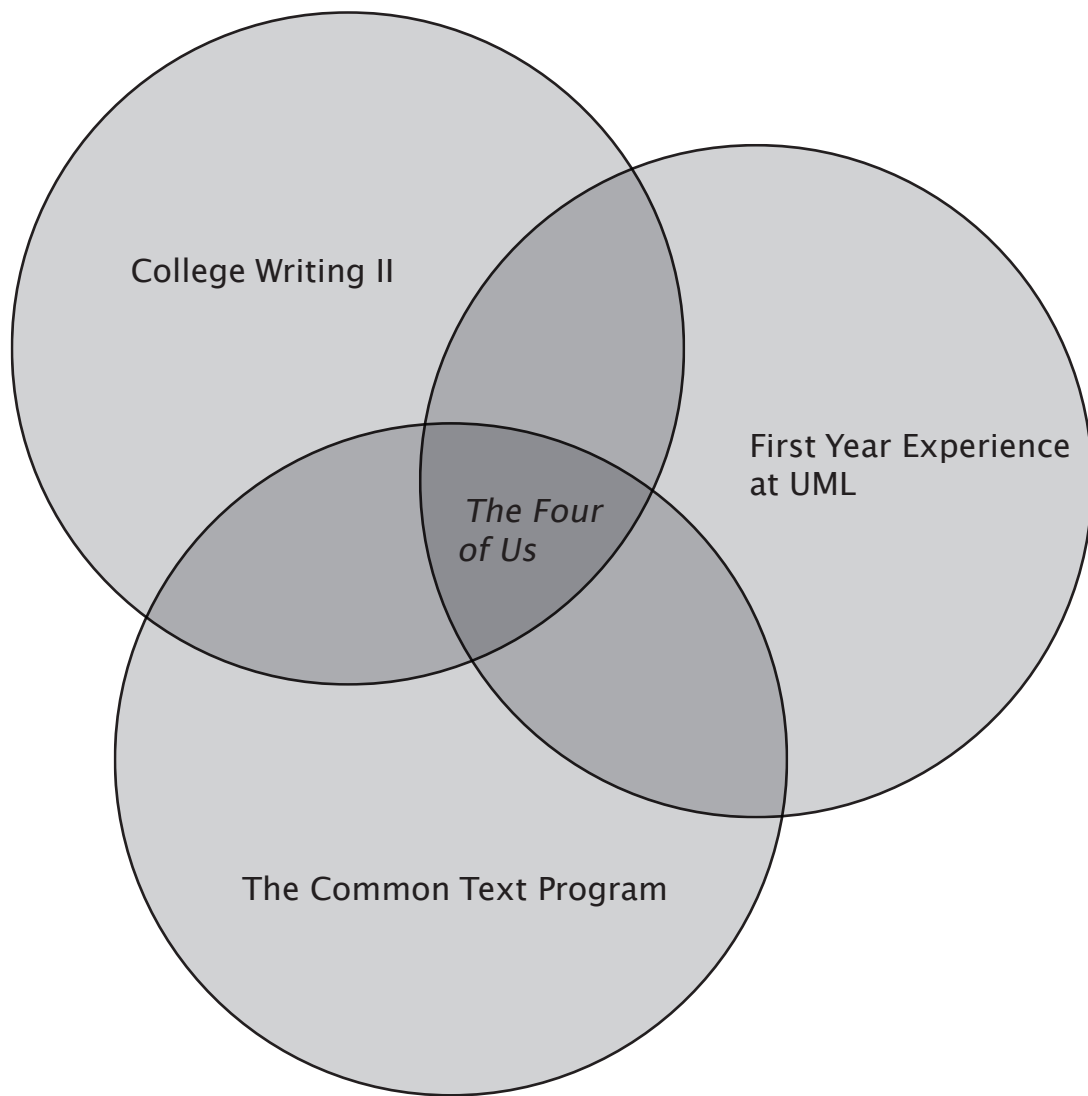 College Writing II
First Year Experience
at UML
The Four
of Us
The Common Text Program